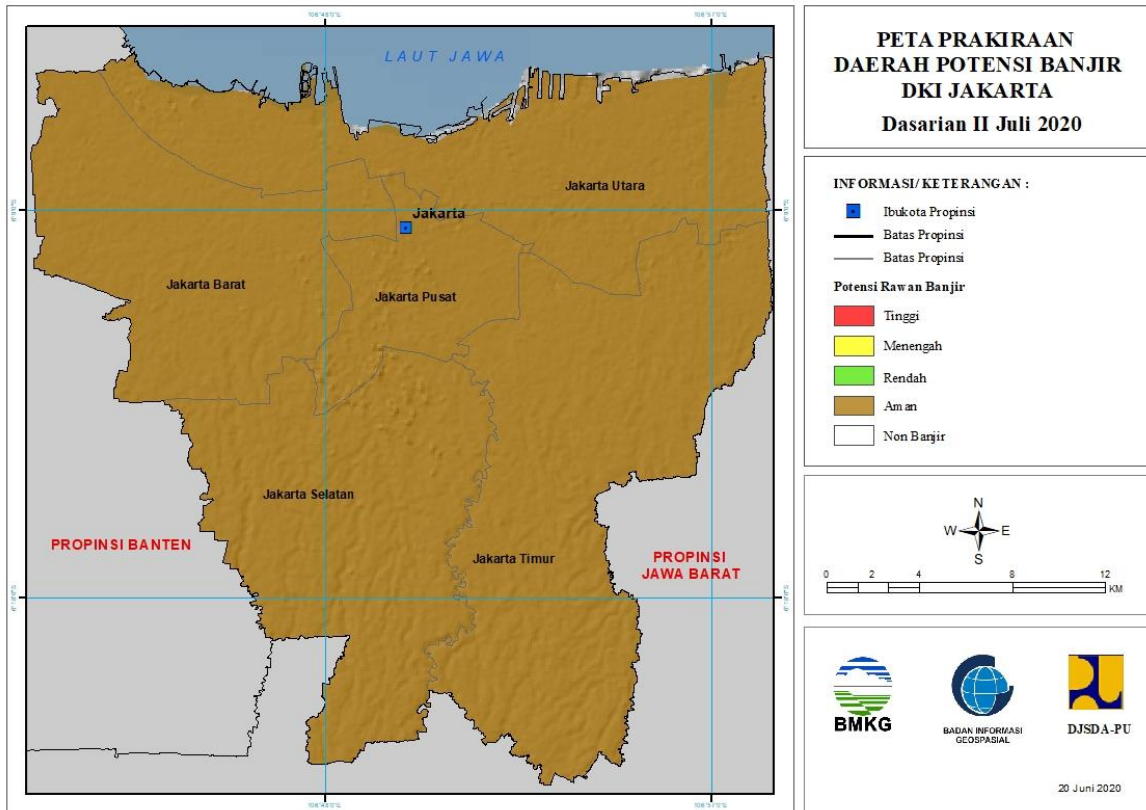 LAUT JAWA
Jakarta Utara
Jakarta
Jakarta Barat
Jakarta Pusat
Jakarta Selatan
PROPINSI BANTEN
Jakarta Timur
PROPINSI
JAWA BARAT
PETA PRAKIRAAN
DAERAH POTENSI BANJIR
DKI JAKARTA
Dasarian II Juli 2020
INFORMASI/ KETERANGAN :
Ibukota Propinsi
Batas Propinsi
Batas Propinsi
Potensi Rawan Banjir
Tinggi
Menengah
Rendah
Aman
Non Banjir
N
W E
S
0 2 4 8 12
KM
BMKG
BADAN INFORMASI
GEOSPASIAL
DJSDA-PU
20 Juni 2020